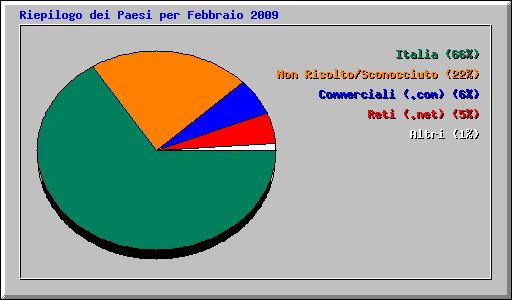 Riepilogo dei Paesi per Febbraio 2009
Italia (66%)
Non Risolto/Sconosciuto (22%)
Commerciali (.com) (6%)
Reti (.net) (5%)
Altri (1%)